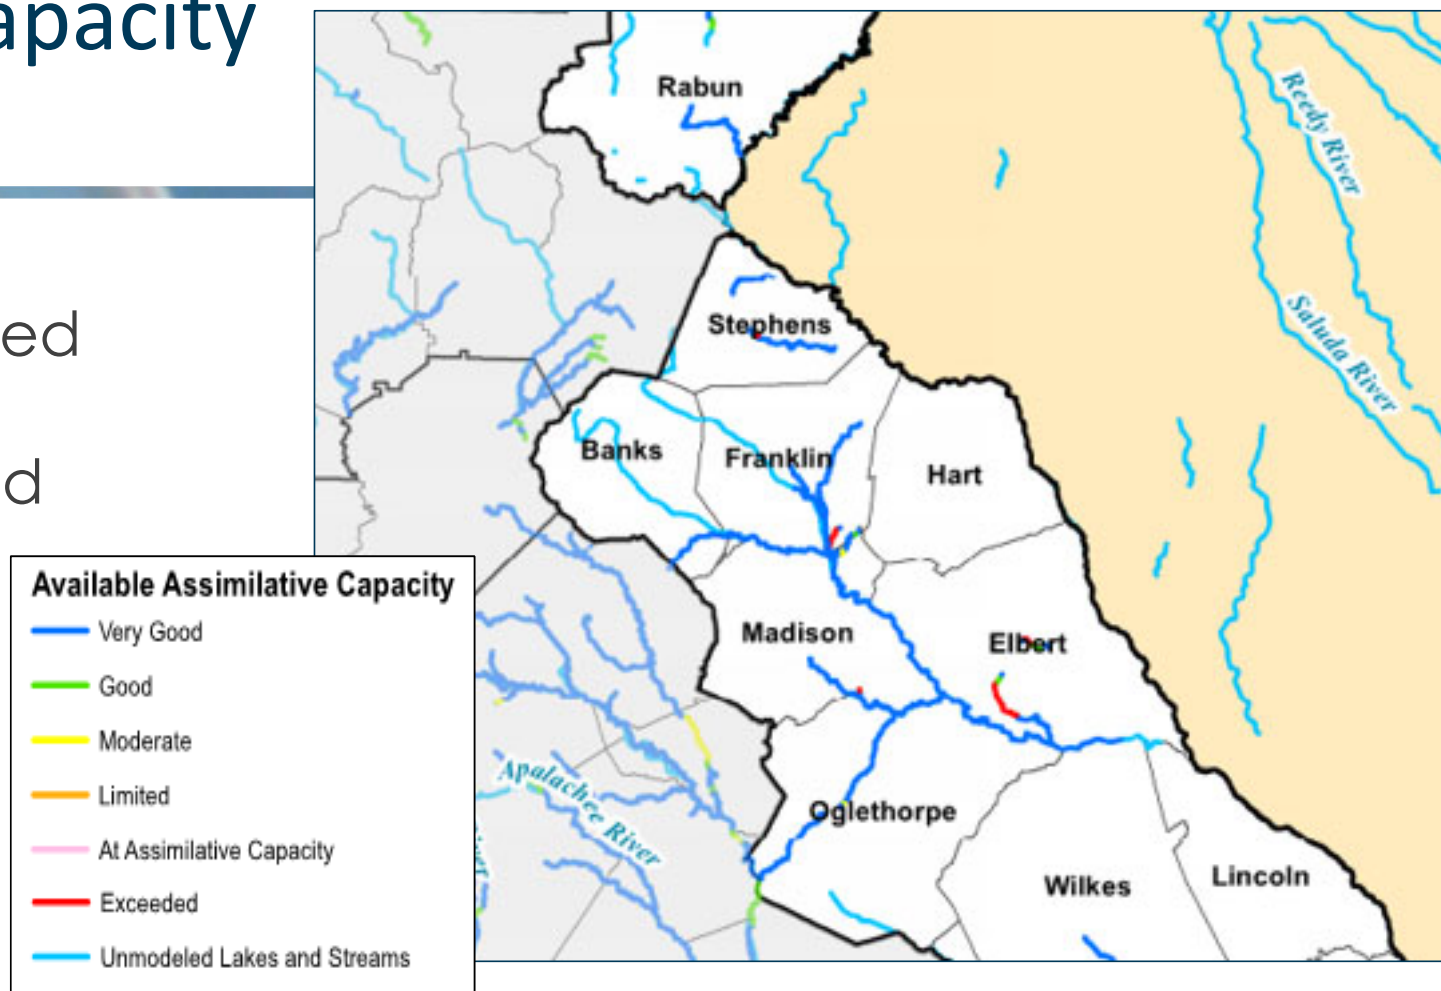 apacity
ed
d
Rabun
Reedy River
Stephens
Saluda River
Banks
Franklin
Hart
Available Assimilative Capacity
Very Good
Good
Moderate
Limited
At Assimilative Capacity
Exceeded
Unmodeled Lakes and Streams
Madison
Elbert
Apalachee River
Oglethorpe
Wilkes
Lincoln